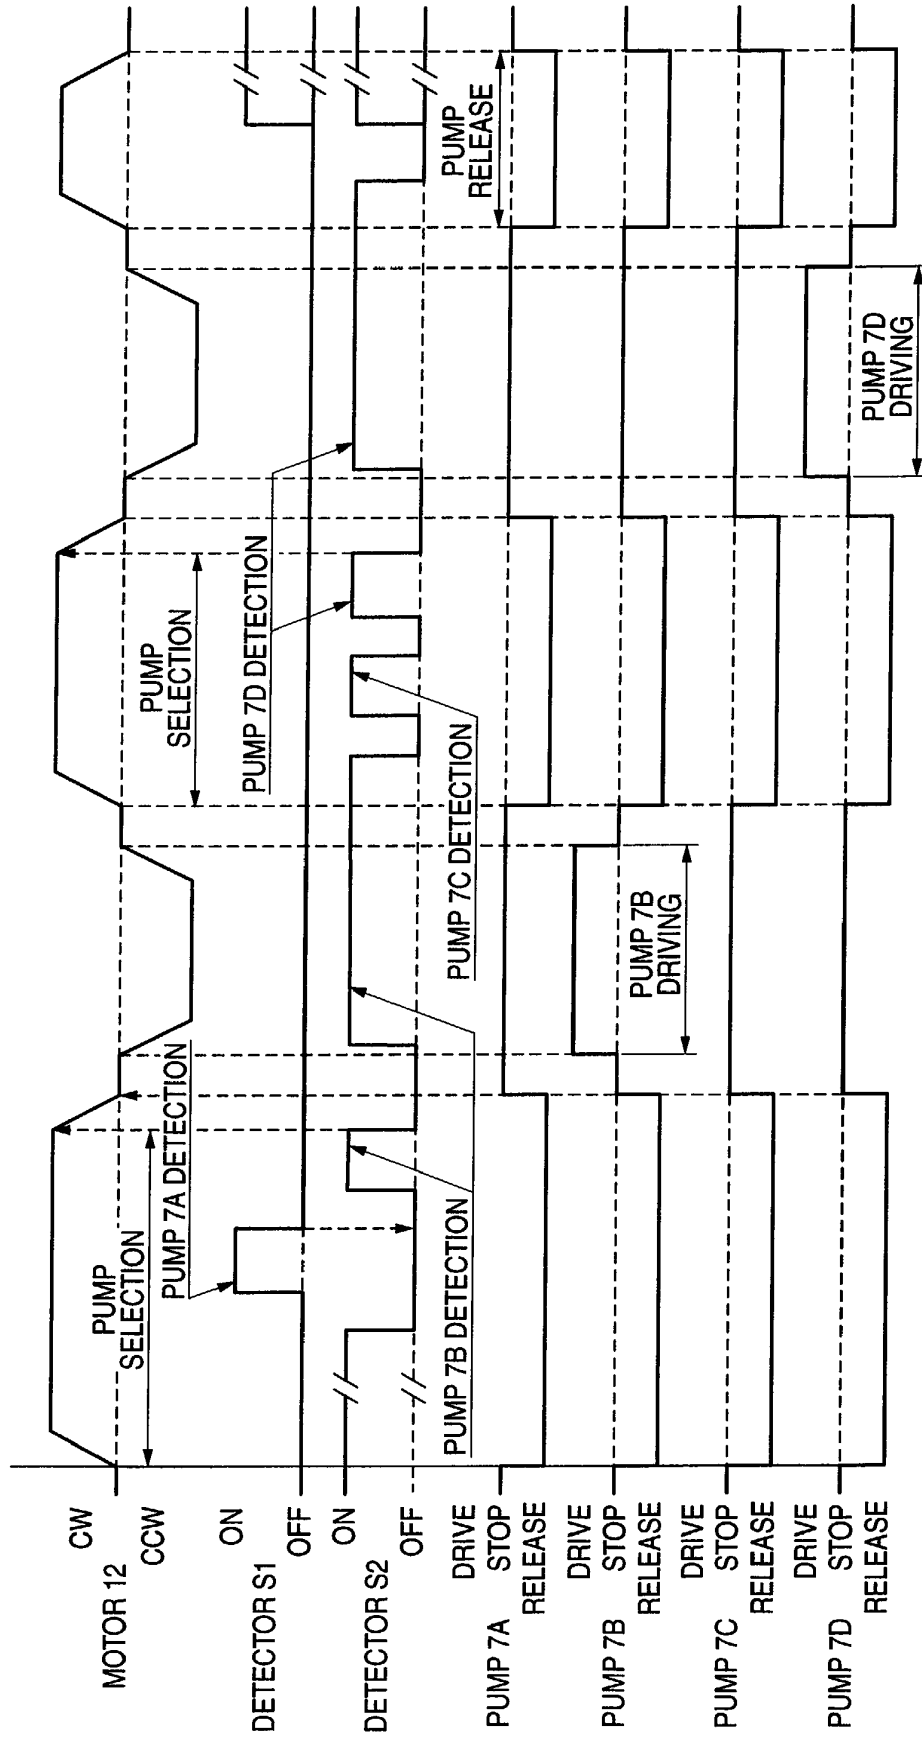 MOTOR 12
CW
CCW
DETECTOR S1
ON
OFF
DETECTOR S2
ON
OFF
PUMP 7A
DRIVE
STOP
RELEASE
PUMP 7B
DRIVE
STOP
RELEASE
PUMP 7C
DRIVE
STOP
RELEASE
PUMP 7D
DRIVE
STOP
RELEASE
PUMP
SELECTION
PUMP 7A DETECTION
PUMP 7B DETECTION
PUMP 7B
DRIVING
PUMP
SELECTION
PUMP 7C DETECTION
PUMP 7D DETECTION
PUMP 7D
DRIVING
PUMP
RELEASE